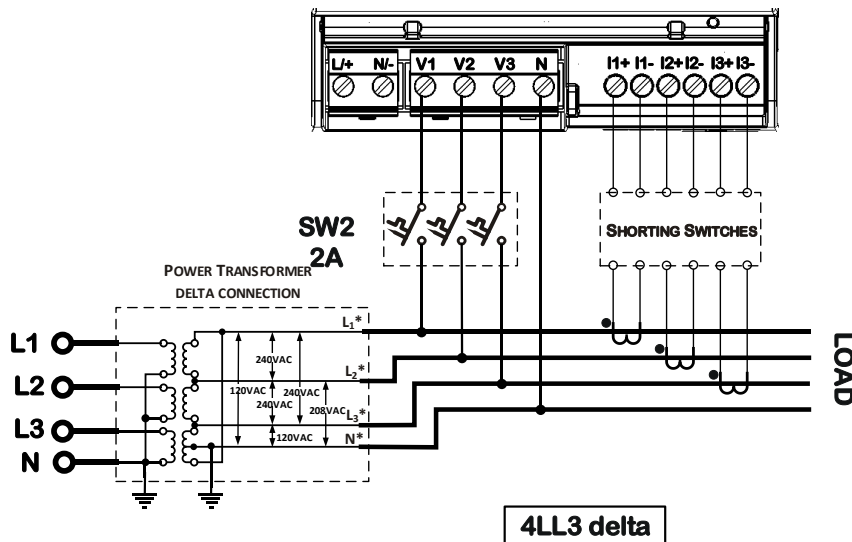 L/+ N/- V1 V2 V3 N I1+ I1- I2+ I2- I3+ I3-
SW2
2A
SHORTING SWITCHES
POWER TRANSFORMER
DELTA CONNECTION
L1
L2
L3
N
L1*
240VAC
L2*
120VAC
240VAC
240VAC
208VAC
L3*
120VAC
N*
LOAD
4LL3 delta